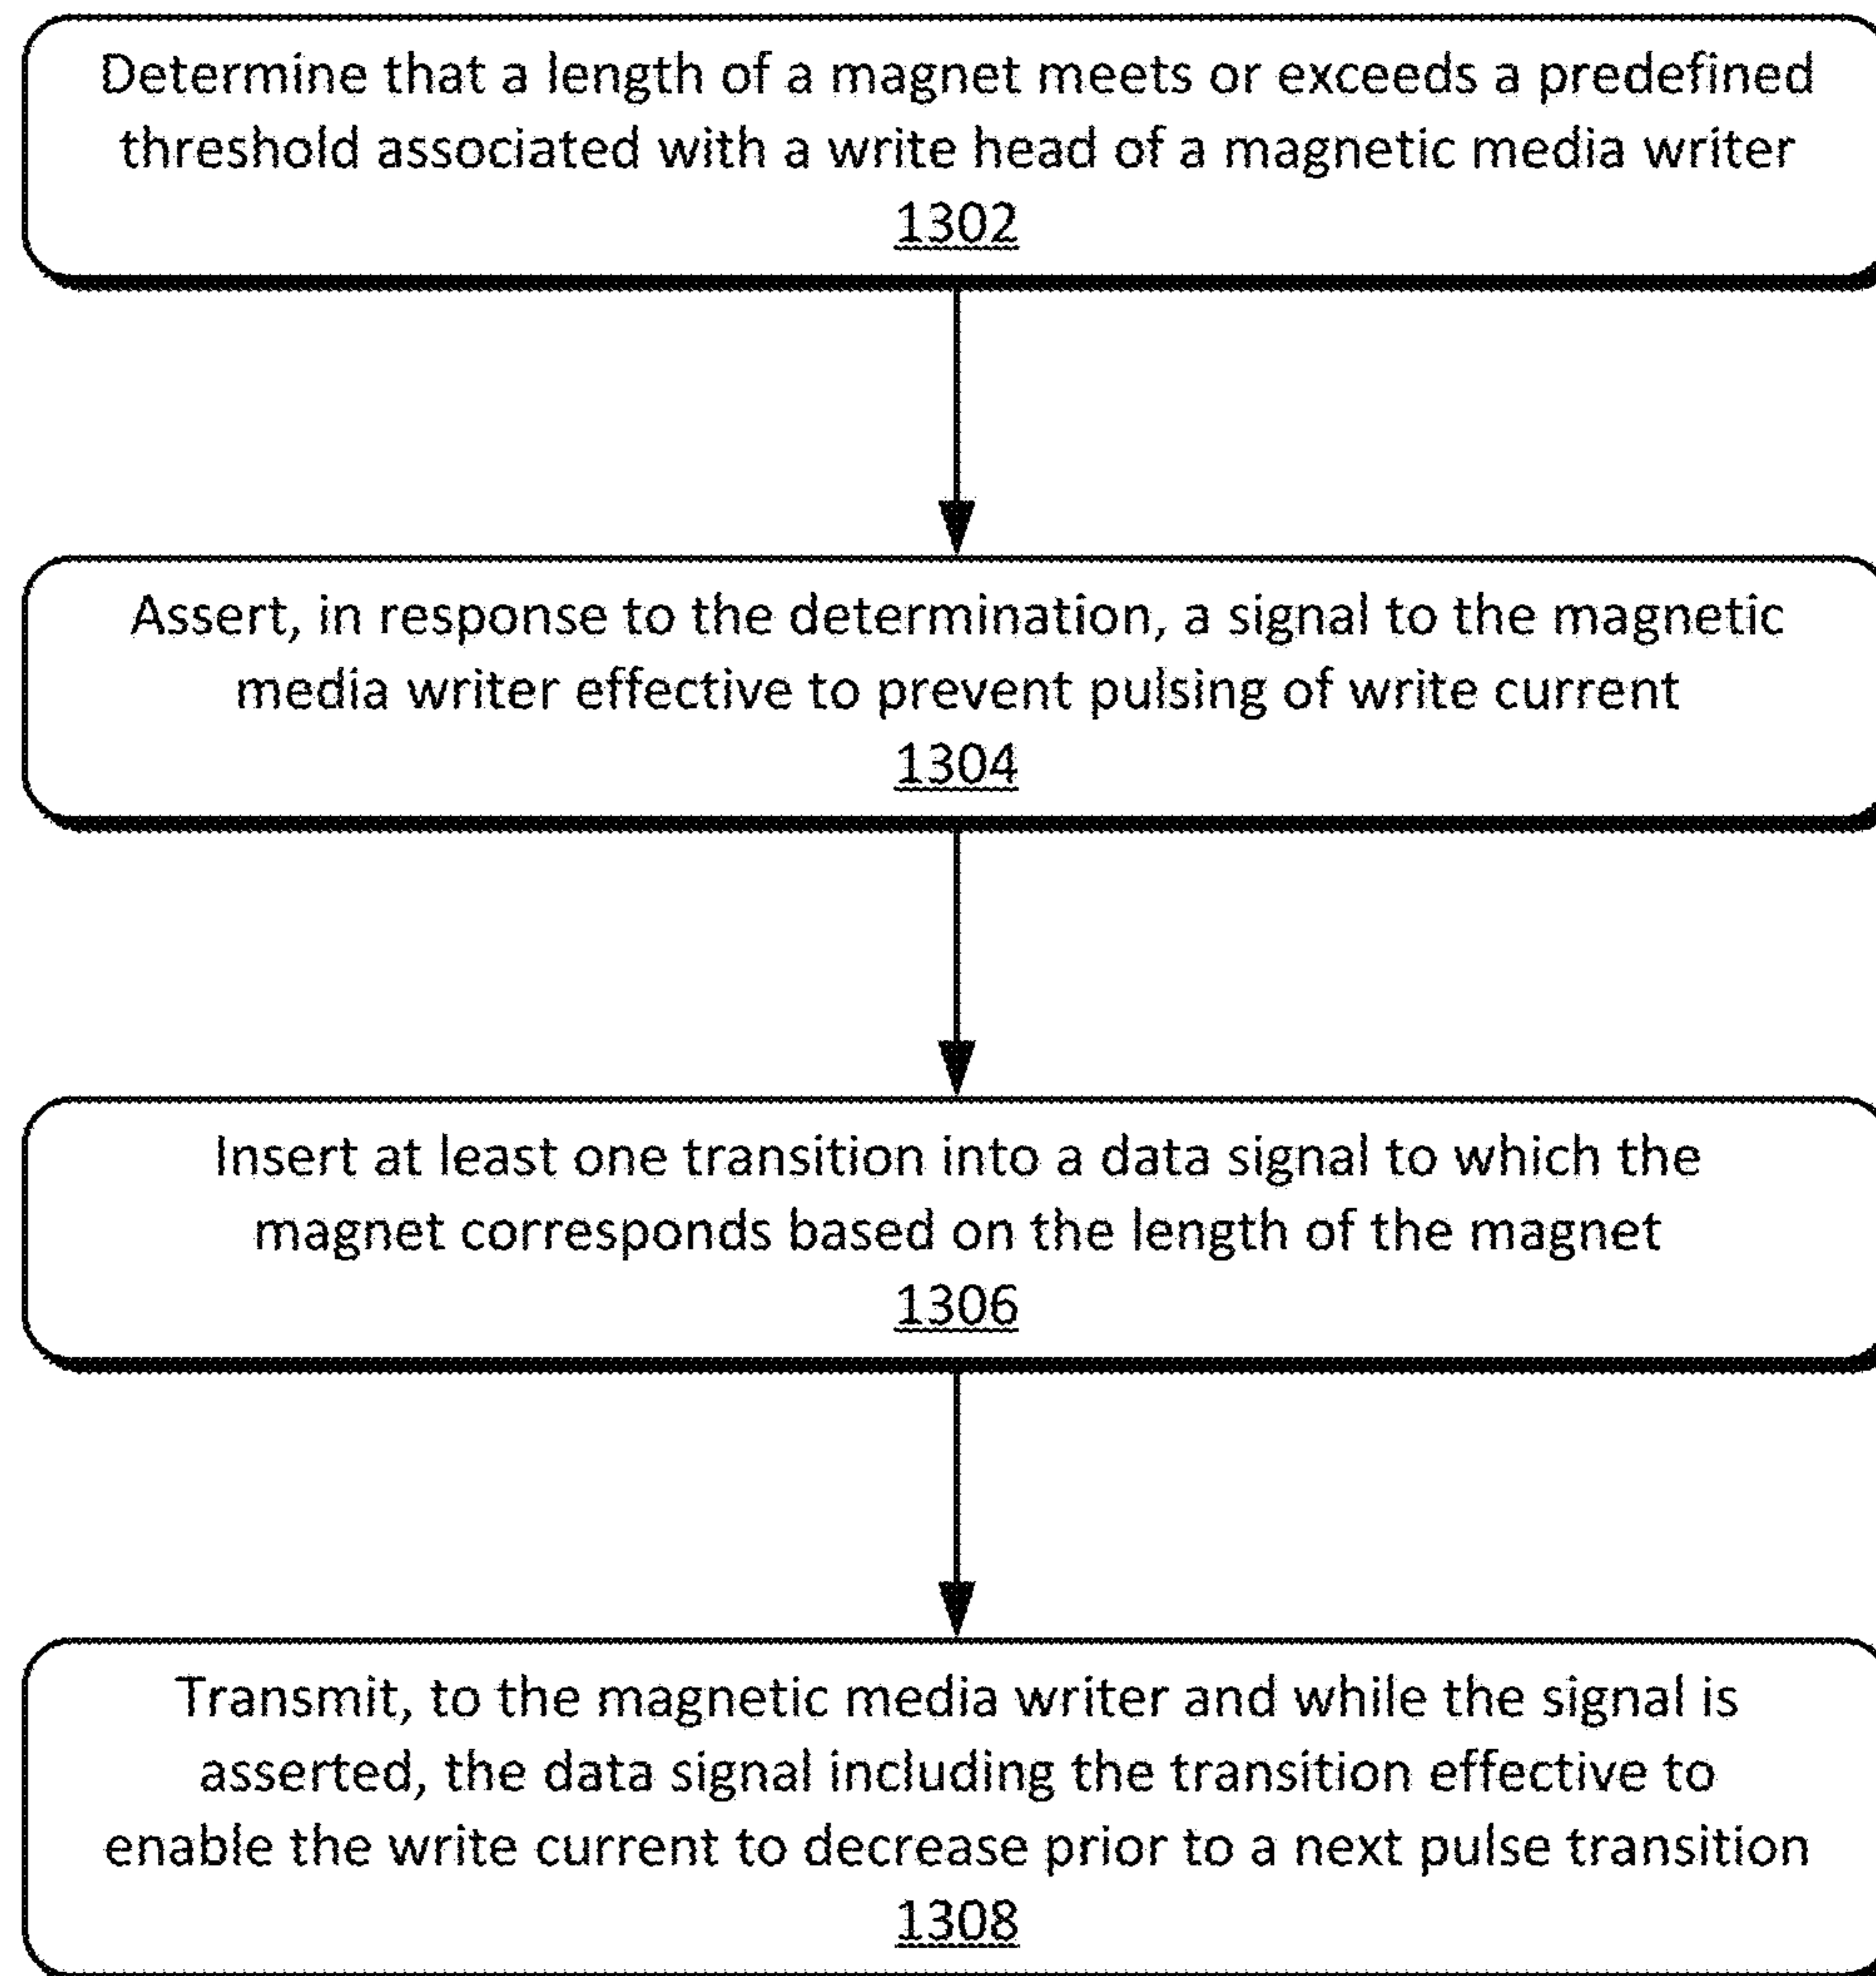 Determine that a length of a magnet meets or exceeds a predefined
threshold associated with a write head of a magnetic media writer
1302
Assert, in response to the determination, a signal to the magnetic
media writer effective to prevent pulsing of write current
1304
Insert at least one transition into a data signal to which the
magnet corresponds based on the length of the magnet
1306
Transmit, to the magnetic media writer and while the signal is
asserted, the data signal including the transition effective to
enable the write current to decrease prior to a next pulse transition
1308